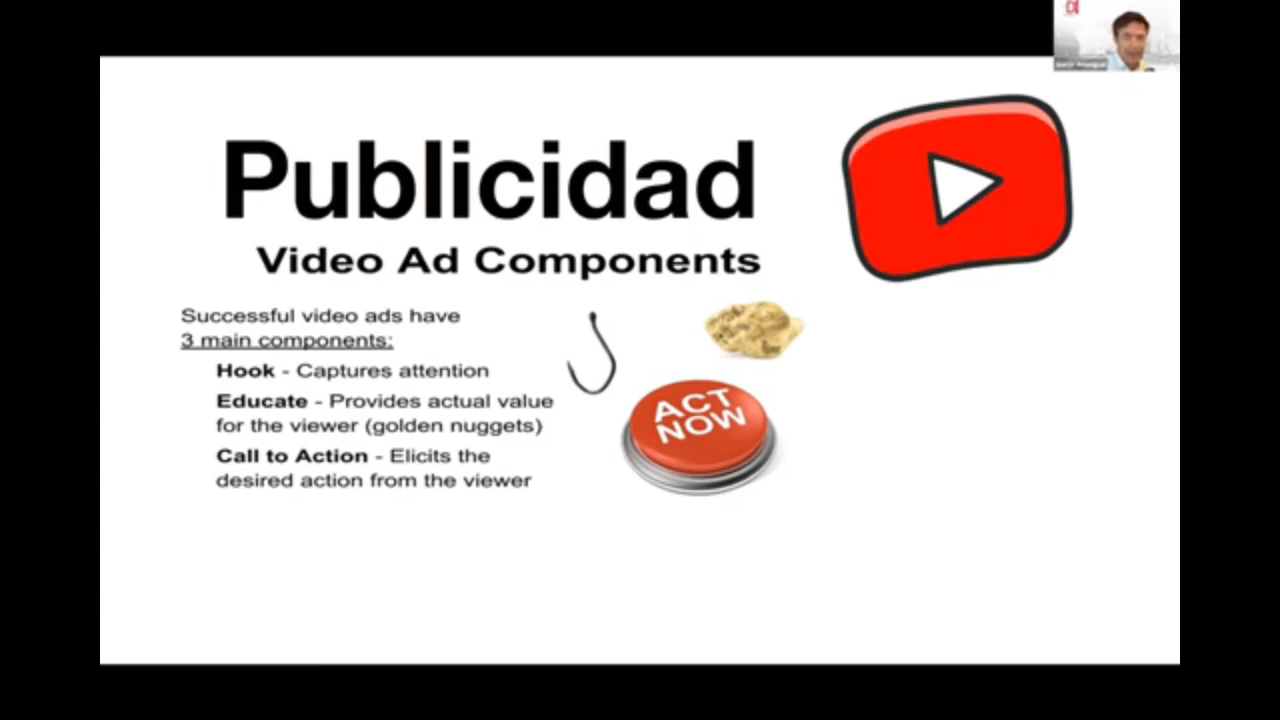 Publicidad
Video Ad Components
Successful video ads have
3 main components:
Hook - Captures attention
Educate - Provides actual value
for the viewer (golden nuggets)
Call to Action - Elicits the
desired action from the viewer
ACT
NOW